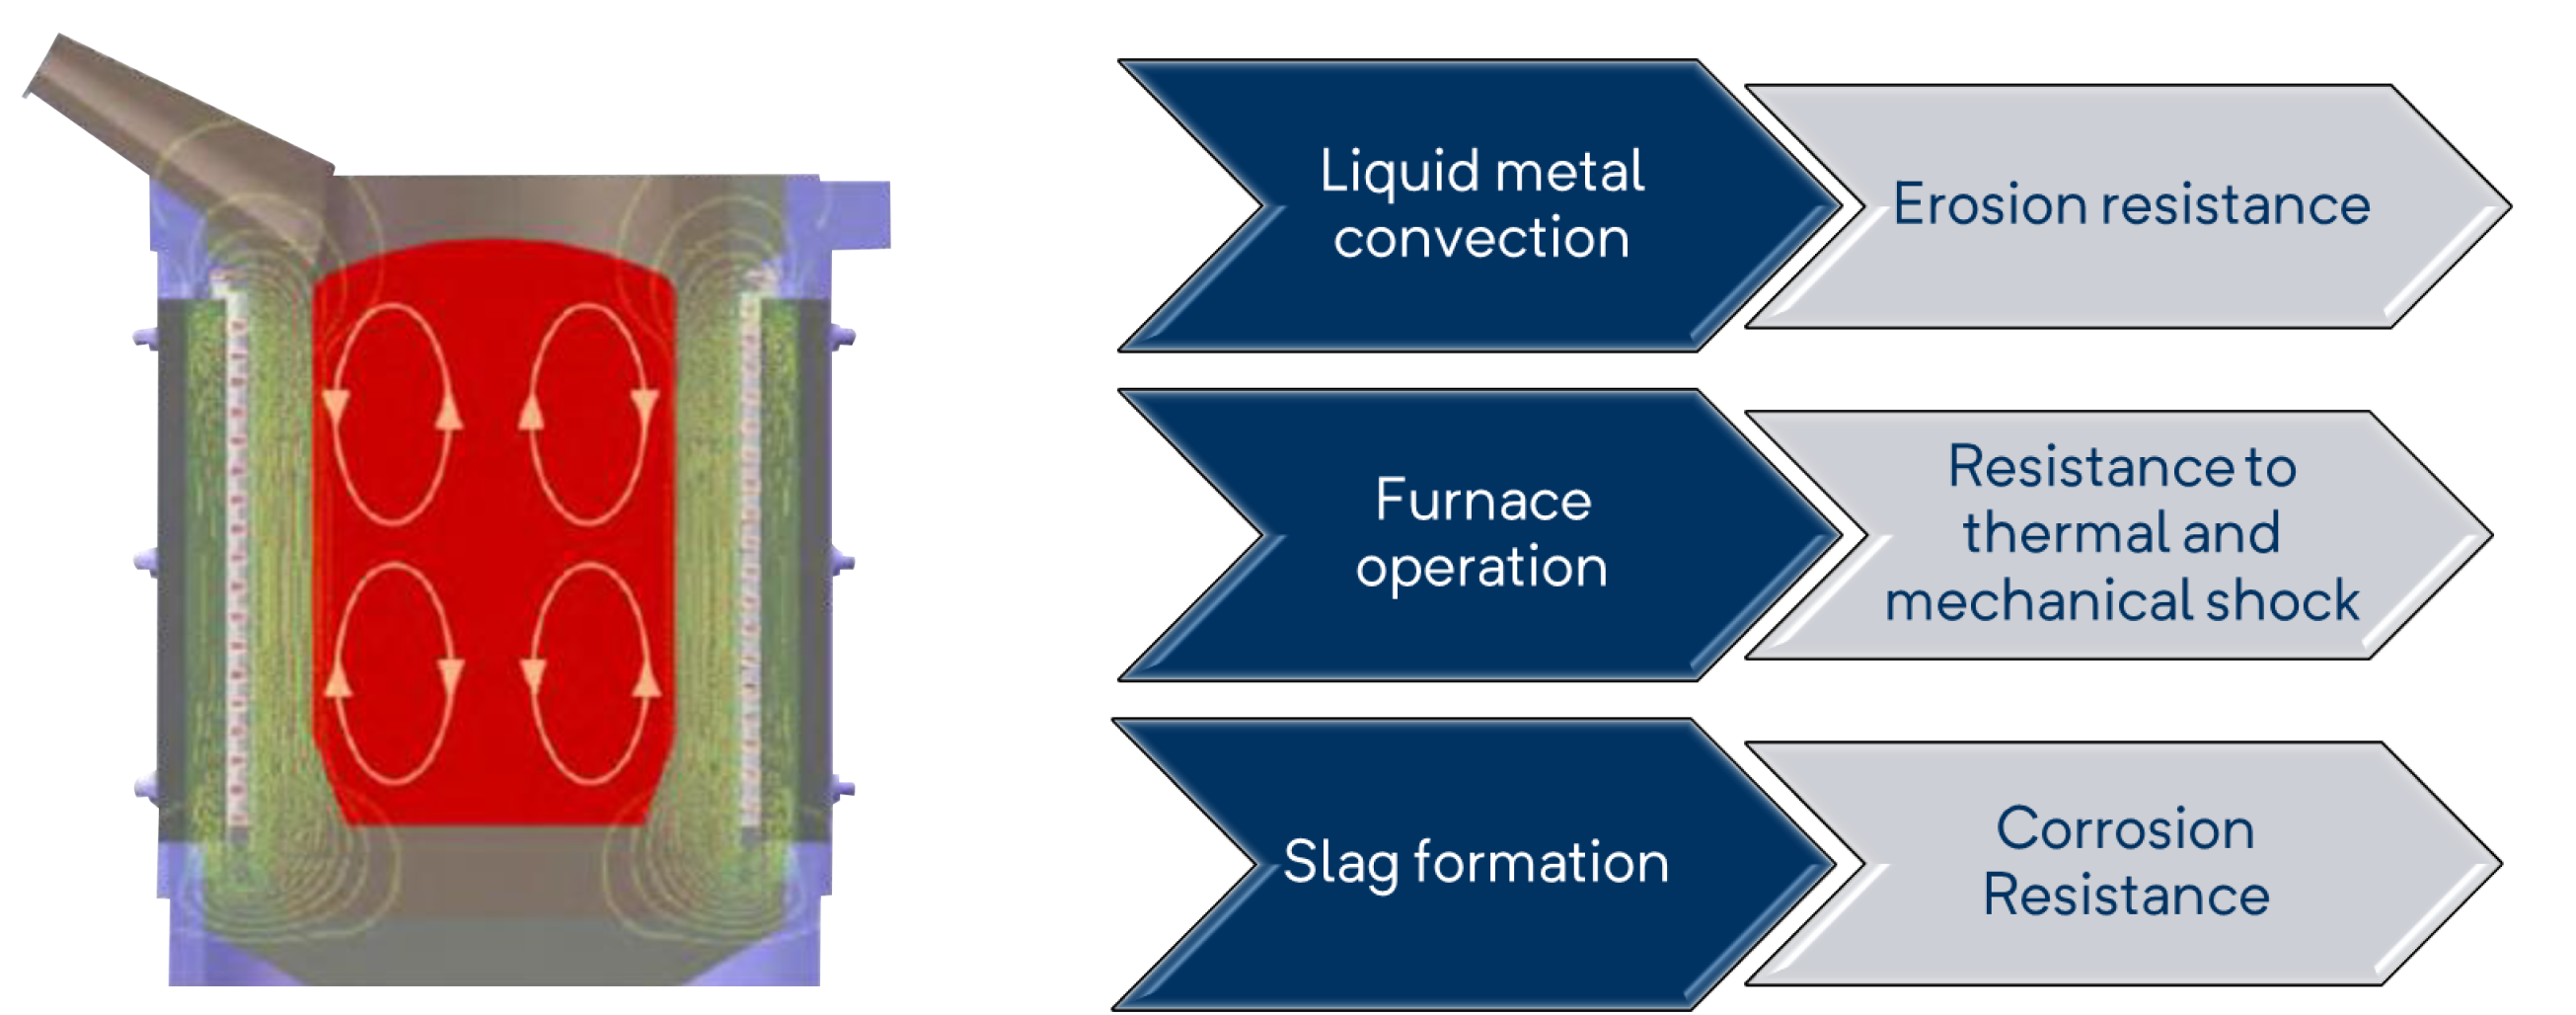 Liquid metal
convection
Erosion resistance
Furnace
operation
Resistance to
thermal and
mechanical shock
Slag formation
Corrosion
Resistance